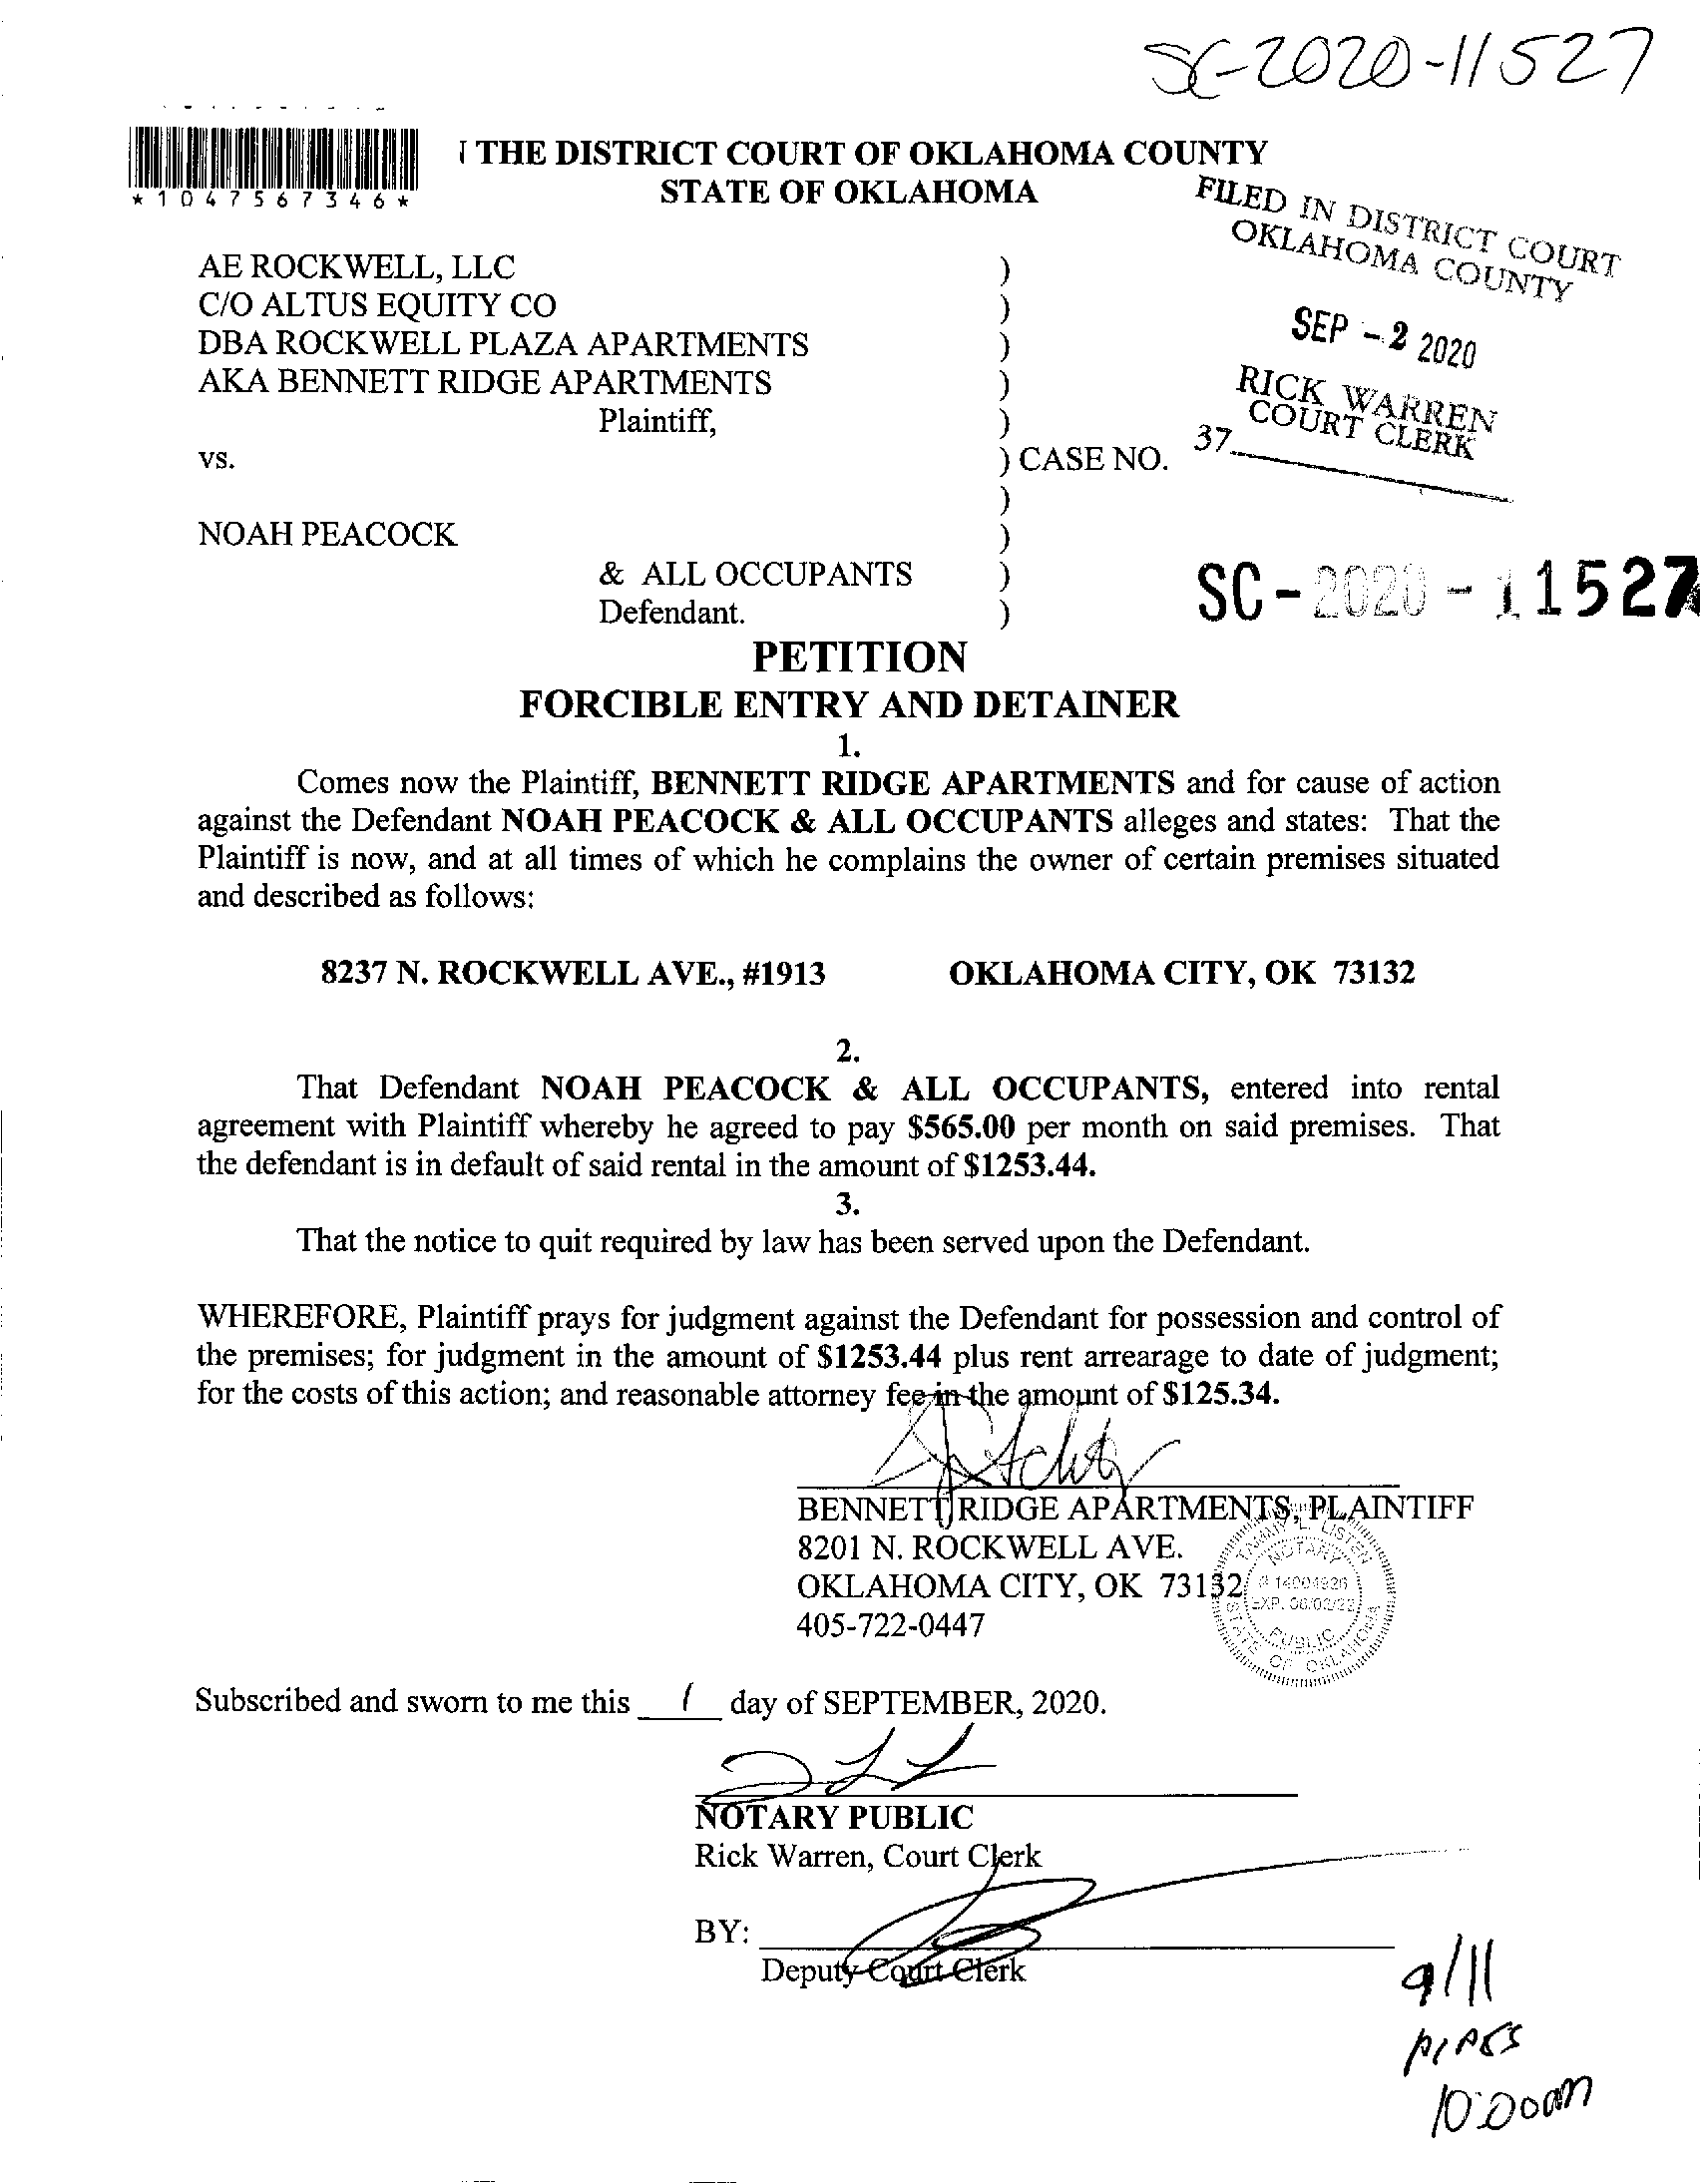 SC-2020-11527
*1047567346*
THE DISTRICT COURT OF OKLAHOMA COUNTY
STATE OF OKLAHOMA
FILED IN DISTRICT COURT
OKLAHOMA COUNTY
SEP -2 2020
RICK WARREN
COURT CLERK
37
AE ROCKWELL, LLC )
C/O ALTUS EQUITY CO )
DBA ROCKWELL PLAZA APARTMENTS )
AKA BENNETT RIDGE APARTMENTS )
Plaintiff, )
vs. ) CASE NO.
)
NOAH PEACOCK )
& ALL OCCUPANTS )
Defendant. )
SC-2020-11527
PETITION
FORCIBLE ENTRY AND DETAINER
1.
Comes now the Plaintiff, BENNETT RIDGE APARTMENTS and for cause of action
against the Defendant NOAH PEACOCK & ALL OCCUPANTS alleges and states: That the
Plaintiff is now, and at all times of which he complains the owner of certain premises situated
and described as follows:
8237 N. ROCKWELL AVE., #1913 OKLAHOMA CITY, OK 73132
2.
That Defendant NOAH PEACOCK & ALL OCCUPANTS, entered into rental
agreement with Plaintiff whereby he agreed to pay $565.00 per month on said premises. That
the defendant is in default of said rental in the amount of $1253.44.
3.
That the notice to quit required by law has been served upon the Defendant.
WHEREFORE, Plaintiff prays for judgment against the Defendant for possession and control of
the premises; for judgment in the amount of $1253.44 plus rent arrearage to date of judgment;
for the costs of this action; and reasonable attorney fee in the amount of $125.34.
BENNETT RIDGE APARTMENTS, PLAINTIFF
8201 N. ROCKWELL AVE.
OKLAHOMA CITY, OK 73132
405-722-0447
TAMMY L. LISTEN
NOTARY
EXP.
PUBLIC
STATE OF OKLAHOMA
Subscribed and sworn to me this 1 day of SEPTEMBER, 2020.
NOTARY PUBLIC
Rick Warren, Court Clerk
BY:
Deputy Court Clerk
9/11
PIPES
10:00am